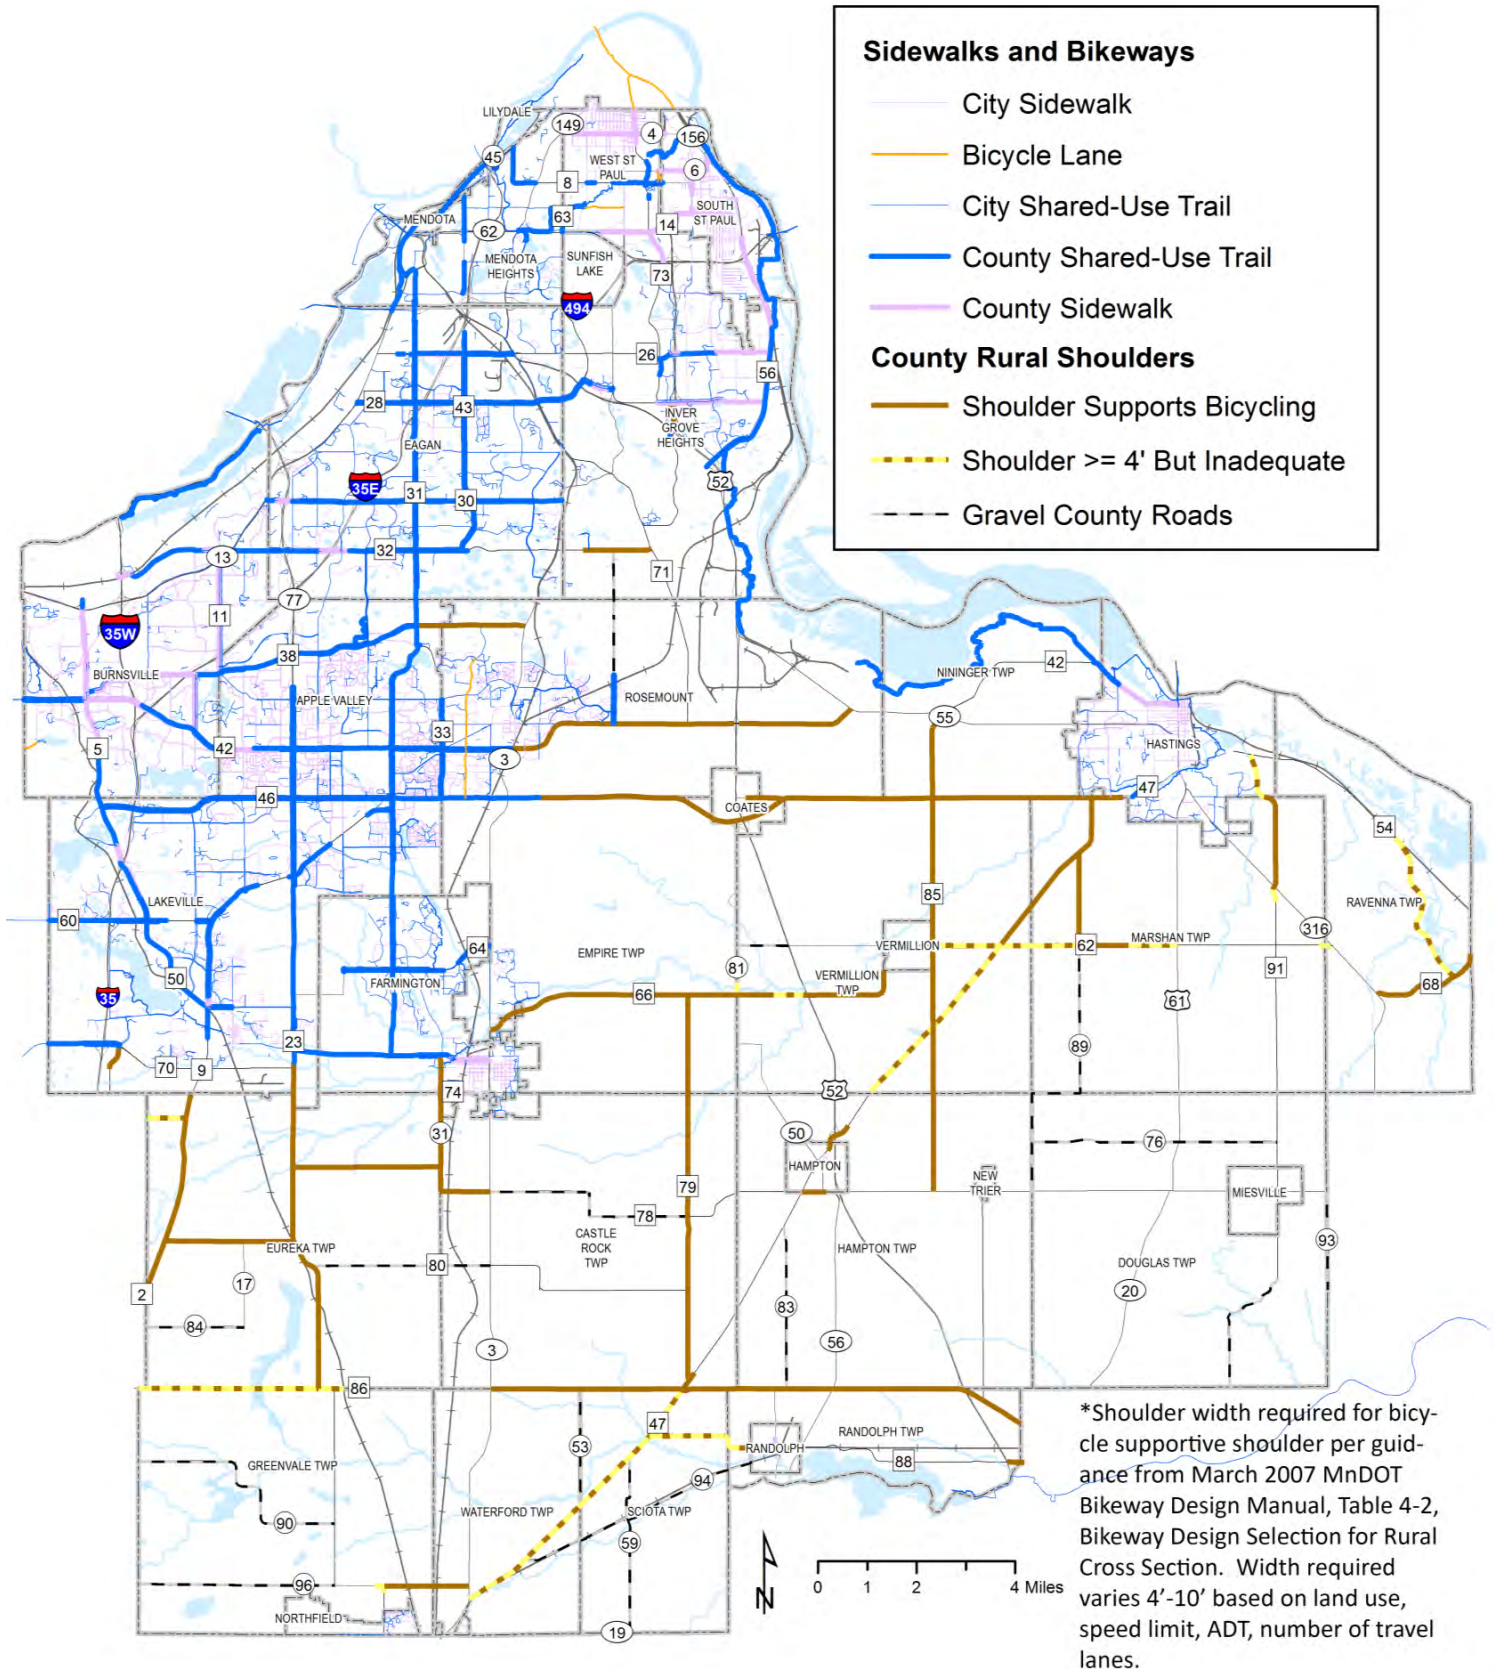 Sidewalks and Bikeways
City Sidewalk
Bicycle Lane
City Shared-Use Trail
County Shared-Use Trail
County Sidewalk
County Rural Shoulders
Shoulder Supports Bicycling
Shoulder >= 4' But Inadequate
Gravel County Roads
LILYDALE
149
4
156
45
WEST ST
PAUL
6
8
SOUTH
ST PAUL
MENDOTA
63
14
62
MENDOTA
HEIGHTS
SUNFISH
LAKE
73
494
26
56
28
43
INVER
GROVE
HEIGHTS
EAGAN
35E
31
30
52
13
32
71
77
11
35W
38
42
BURNSVILLE
NININGER TWP
APPLE VALLEY
ROSEMOUNT
55
33
5
42
3
HASTINGS
46
COATES
47
54
85
LAKEVILLE
RAVENNA TWP
60
64
EMPIRE TWP
VERMILLION
62
MARSHAN TWP
316
50
FARMINGTON
81
VERMILLION
TWP
91
35
66
61
68
23
89
70
9
74
52
31
50
76
HAMPTON
NEW
TRIER
79
MIESVILLE
78
CASTLE
ROCK
TWP
EUREKA TWP
HAMPTON TWP
93
80
DOUGLAS TWP
17
2
20
84
83
3
56
86
47
RANDOLPH TWP
53
RANDOLPH
88
GREENVALE TWP
94
WATERFORD TWP
SCIOTA TWP
90
59
96
NORTHFIELD
19
N
0 1 2 4 Miles
*Shoulder width required for bicy-
cle supportive shoulder per guid-
ance from March 2007 MnDOT
Bikeway Design Manual, Table 4-2,
Bikeway Design Selection for Rural
Cross Section. Width required
varies 4’-10’ based on land use,
speed limit, ADT, number of travel
lanes.